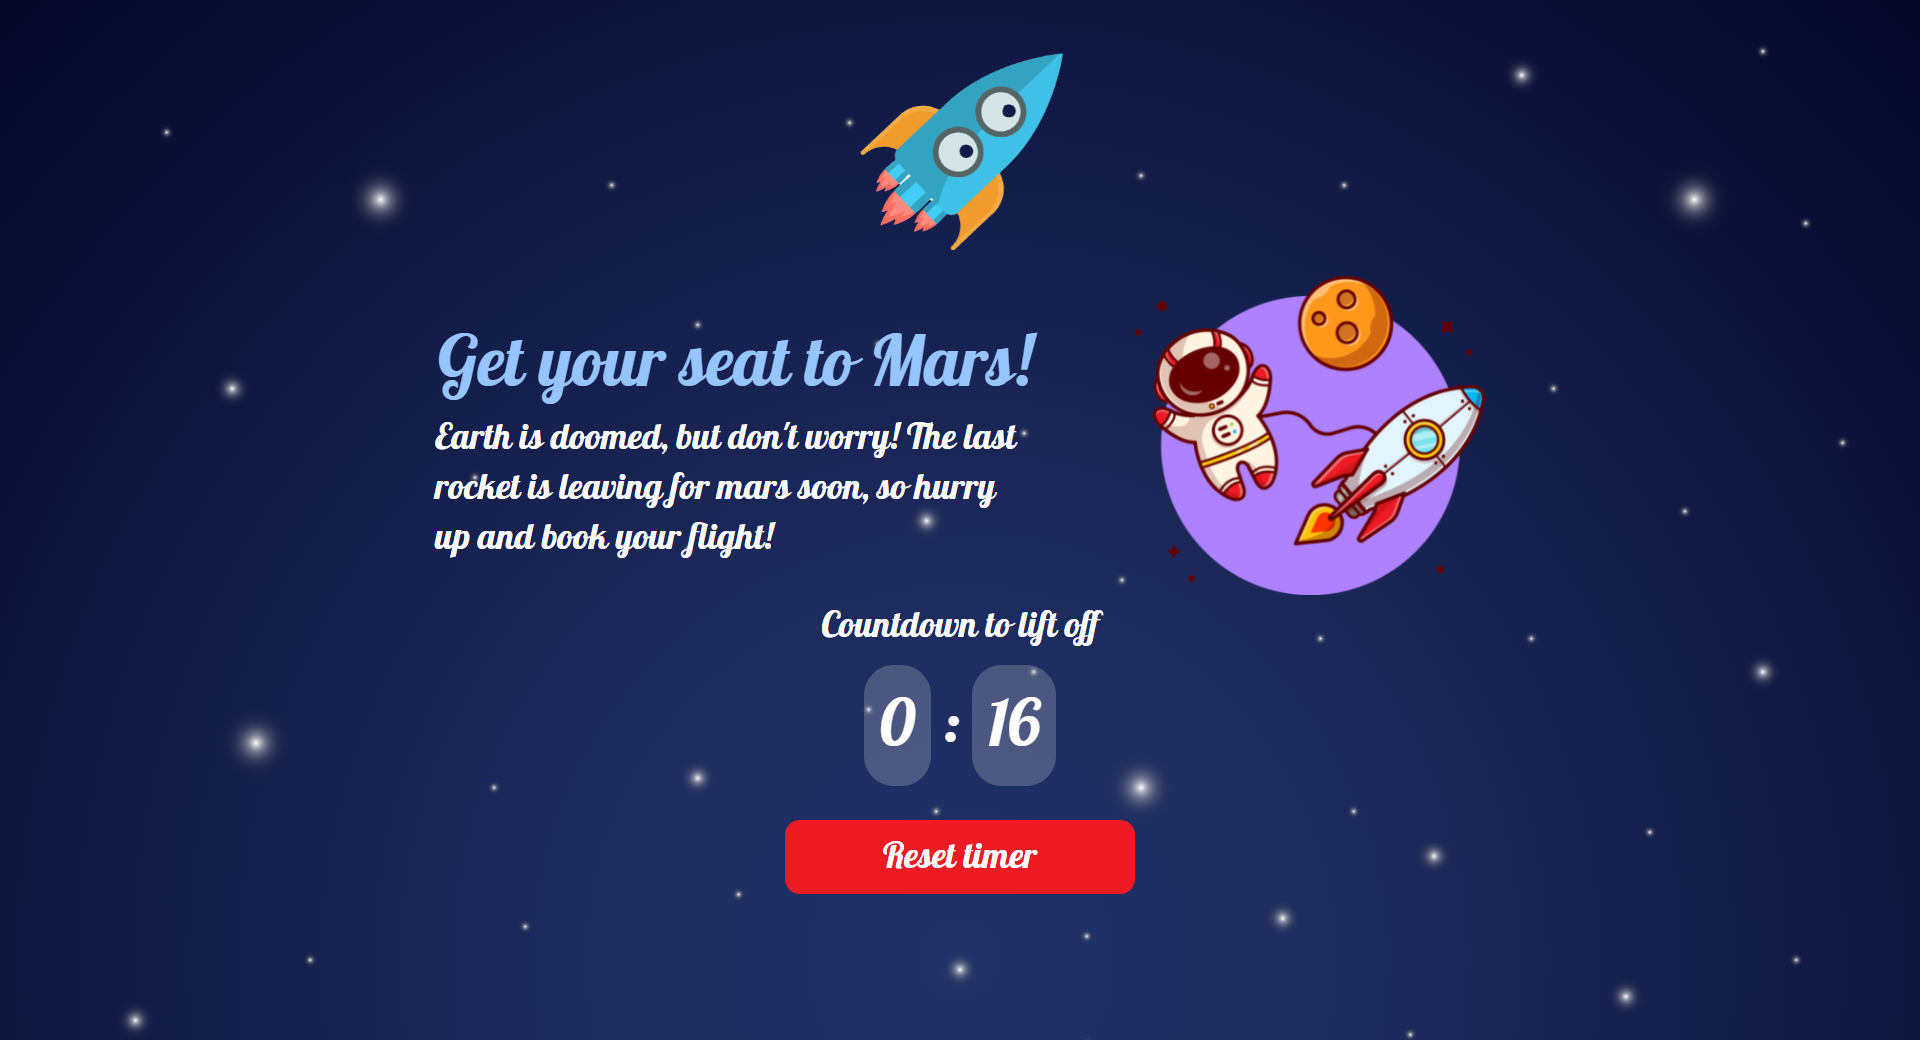 Get your seat to Mars!
Earth is doomed, but don't worry! The last
rocket is leaving for mars soon, so hurry
up and book your flight!
Countdown to lift off
0 : 16
Reset timer